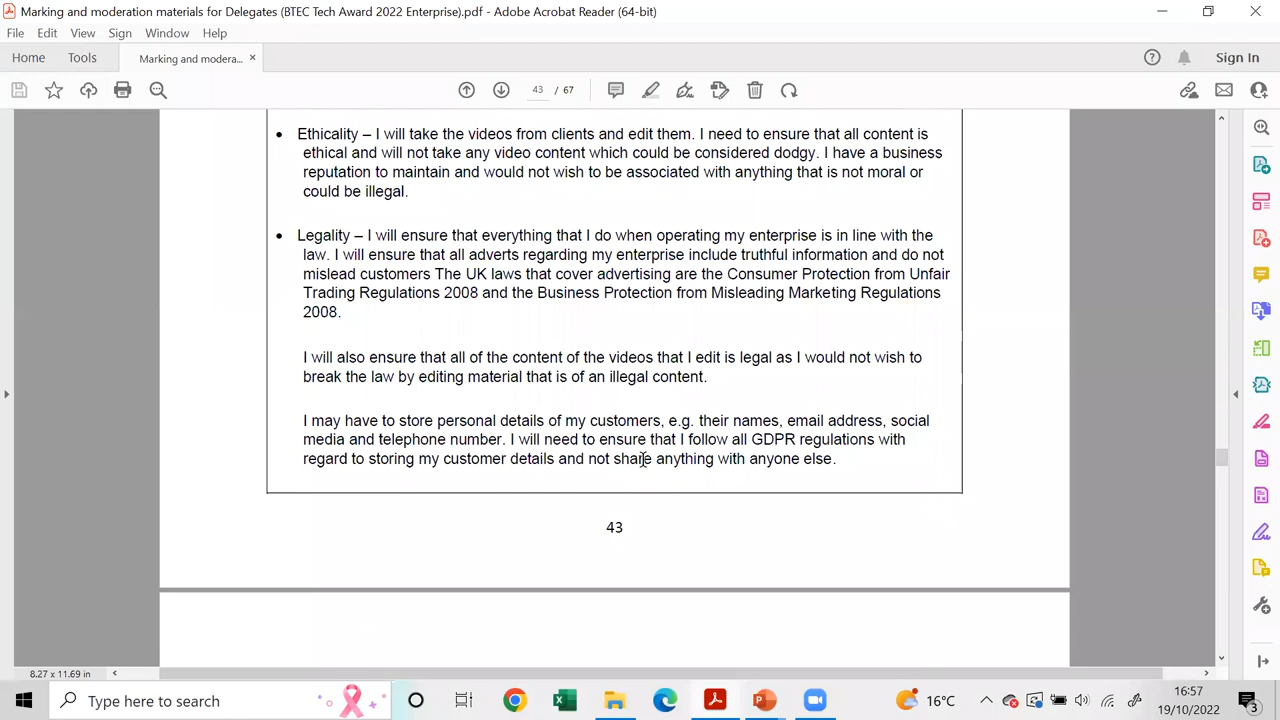 Marking and moderation materials for Delegates (BTEC Tech Award 2022 Enterprise).pdf - Adobe Acrobat Reader (64-bit)
File Edit View Sign Window Help
Home Tools Marking and modera... × Sign In
43 / 67
• Ethicality – I will take the videos from clients and edit them. I need to ensure that all content is
ethical and will not take any video content which could be considered dodgy. I have a business
reputation to maintain and would not wish to be associated with anything that is not moral or
could be illegal.
• Legality – I will ensure that everything that I do when operating my enterprise is in line with the
law. I will ensure that all adverts regarding my enterprise include truthful information and do not
mislead customers The UK laws that cover advertising are the Consumer Protection from Unfair
Trading Regulations 2008 and the Business Protection from Misleading Marketing Regulations
2008.
I will also ensure that all of the content of the videos that I edit is legal as I would not wish to
break the law by editing material that is of an illegal content.
I may have to store personal details of my customers, e.g. their names, email address, social
media and telephone number. I will need to ensure that I follow all GDPR regulations with
regard to storing my customer details and not share anything with anyone else.
43
8.27 x 11.69 in
Type here to search
16°C
16:57
19/10/2022
3